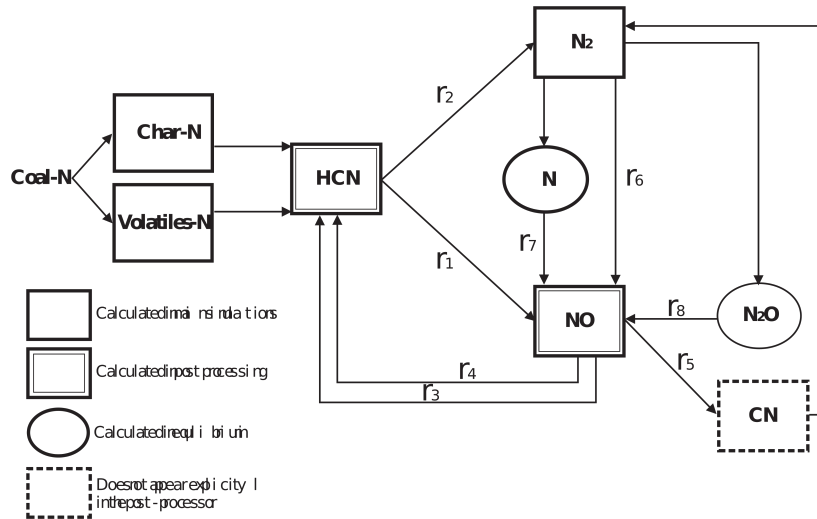 N₂
r₂
Char-N
Coal-N
HCN
N
r₆
Volatiles-N
r₇
r₁
NO
r₈
N₂O
r₅
r₄
r₃
CN
Calculated in main simulations
Calculated in post processing
Calculated in equilibrium
Does not appear explicityl
in the post-processor